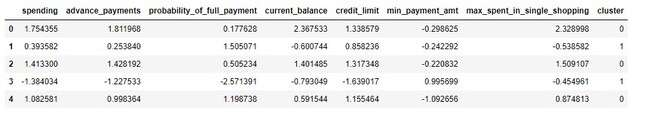 spending advance_payments probability_of_full_payment current_balance credit_limit min_payment_amt max_spent_in_single_shopping cluster
0 1.754355 1.811968 0.177628 2.367533 1.338579 -0.298625 2.328998 0
1 0.393582 0.253840 1.505071 -0.600744 0.858236 -0.242292 -0.538582 1
2 1.413300 1.428192 0.505234 1.401485 1.317348 -0.220832 1.509107 0
3 -1.384034 -1.227533 -2.571391 -0.793049 -1.639017 0.995699 -0.454961 1
4 1.082581 0.998364 1.198738 0.591544 1.155464 -1.092656 0.874813 0